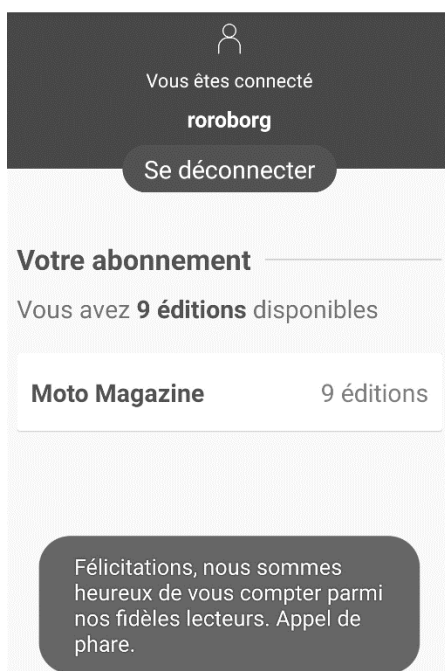 Vous êtes connecté
roroborg
Se déconnecter
Votre abonnement
Vous avez 9 éditions disponibles
Moto Magazine 9 éditions
Félicitations, nous sommes
heureux de vous compter parmi
nos fidèles lecteurs. Appel de
phare.